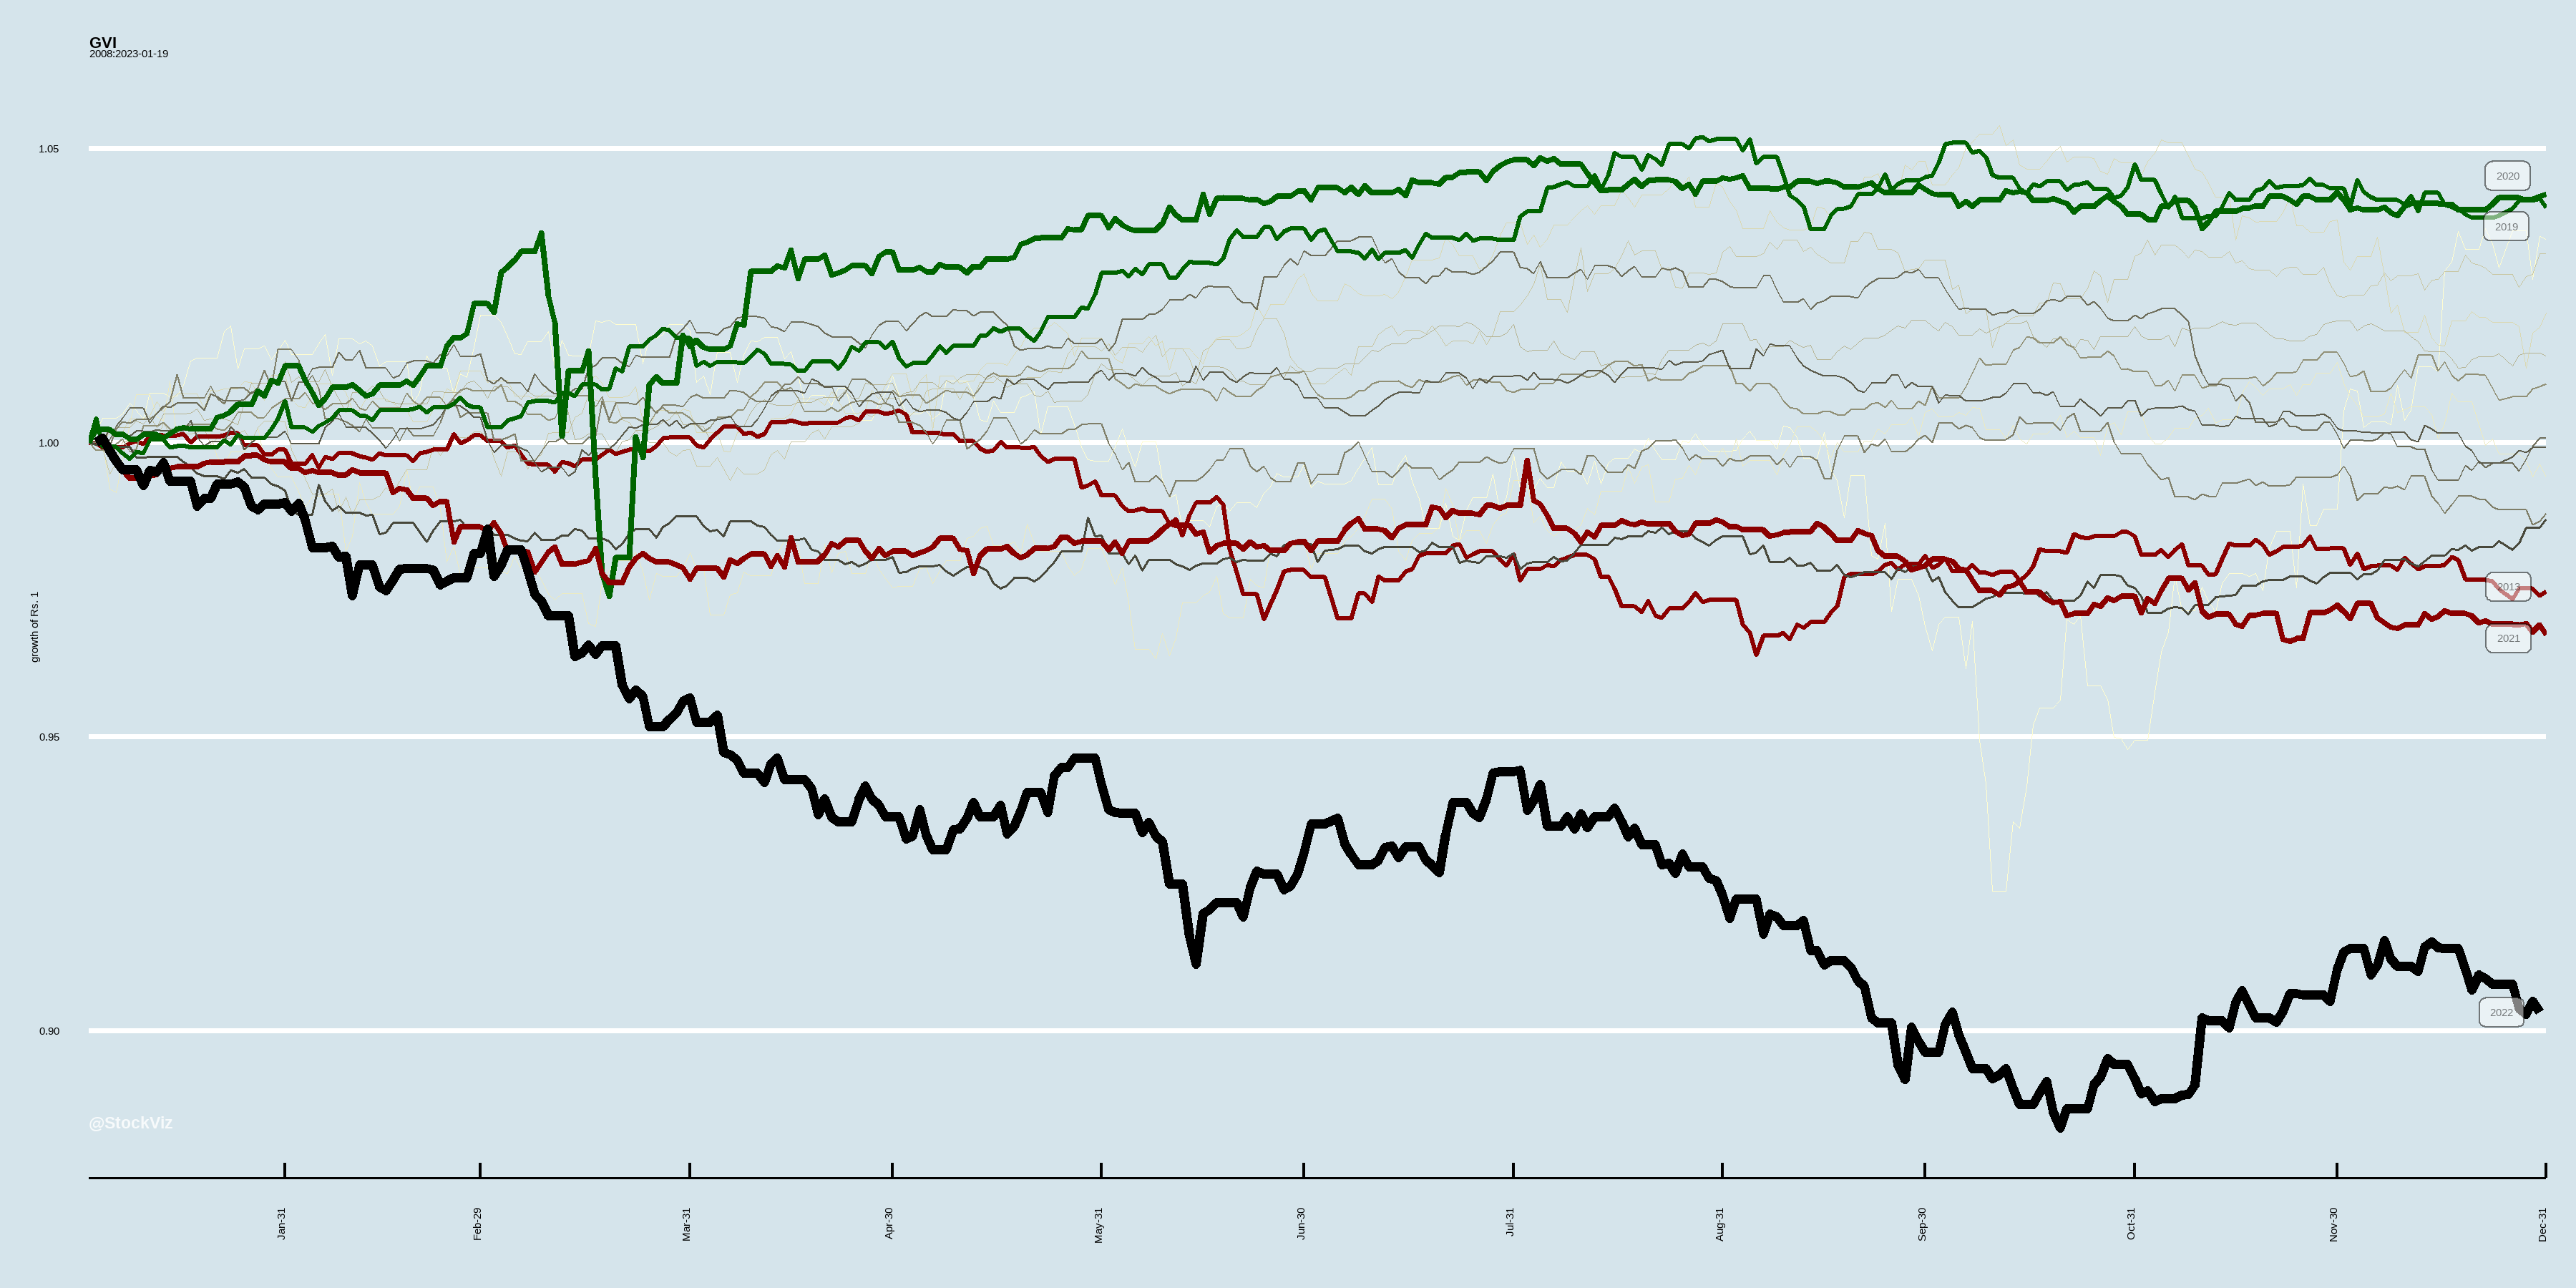 GVI
2008:2023-01-19
1.05
1.00
0.95
0.90
growth of Rs. 1
2020
2019
2013
2021
2022
@StockViz
Jan-31
Feb-29
Mar-31
Apr-30
May-31
Jun-30
Jul-31
Aug-31
Sep-30
Oct-31
Nov-30
Dec-31